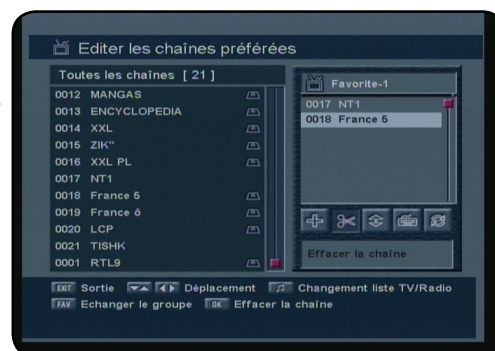 Editer les chaînes préférées
Toutes les chaînes [ 21 ]
0012 MANGAS
0013 ENCYCLOPEDIA
0014 XXL
0015 ZIK"
0016 XXL PL
0017 NT1
0018 France 5
0019 France ô
0020 LCP
0021 TISHK
0001 RTL9
Favorite-1
0017 NT1
0018 France 5
Effacer la chaîne
EXIT Sortie Déplacement Changement liste TV/Radio
FAV Echanger le groupe OK Effacer la chaîne